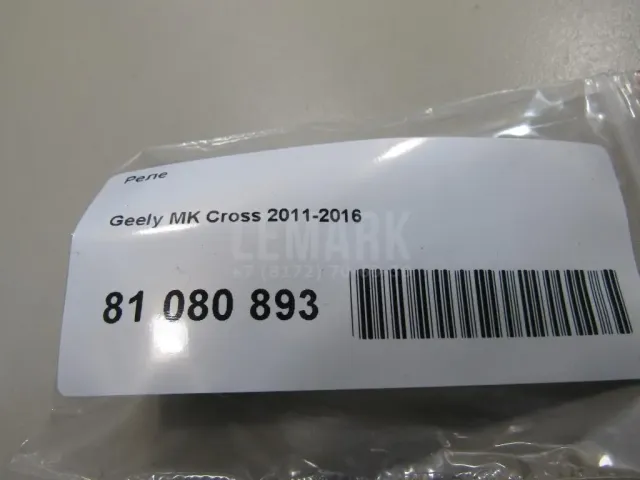 Реле
Geely MK Cross 2011-2016
LEMARK
81 080 893